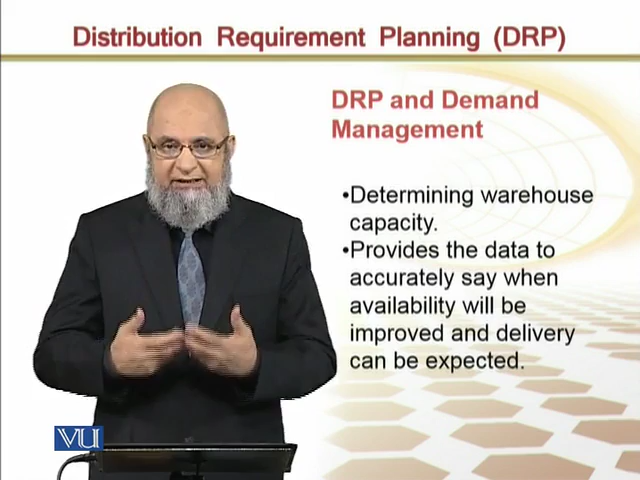 Distribution Requirement Planning (DRP)
DRP and Demand
Management
•Determining warehouse
capacity.
•Provides the data to
accurately say when
availability will be
improved and delivery
can be expected.
VU